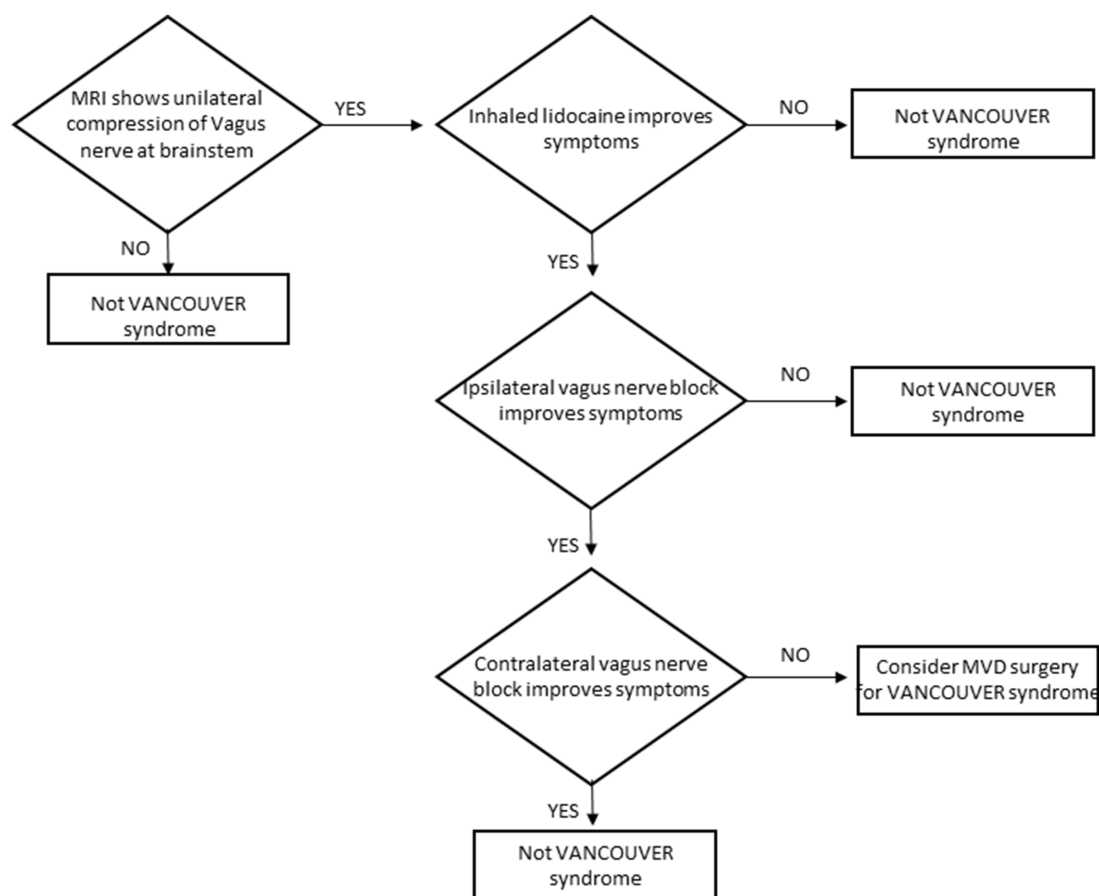 MRI shows unilateral
compression of Vagus
nerve at brainstem
YES
Inhaled lidocaine improves
symptoms
NO
Not VANCOUVER
syndrome
NO
Not VANCOUVER
syndrome
YES
Ipsilateral vagus nerve block
improves symptoms
NO
Not VANCOUVER
syndrome
YES
Contralateral vagus nerve
block improves symptoms
NO
Consider MVD surgery
for VANCOUVER syndrome
YES
Not VANCOUVER
syndrome